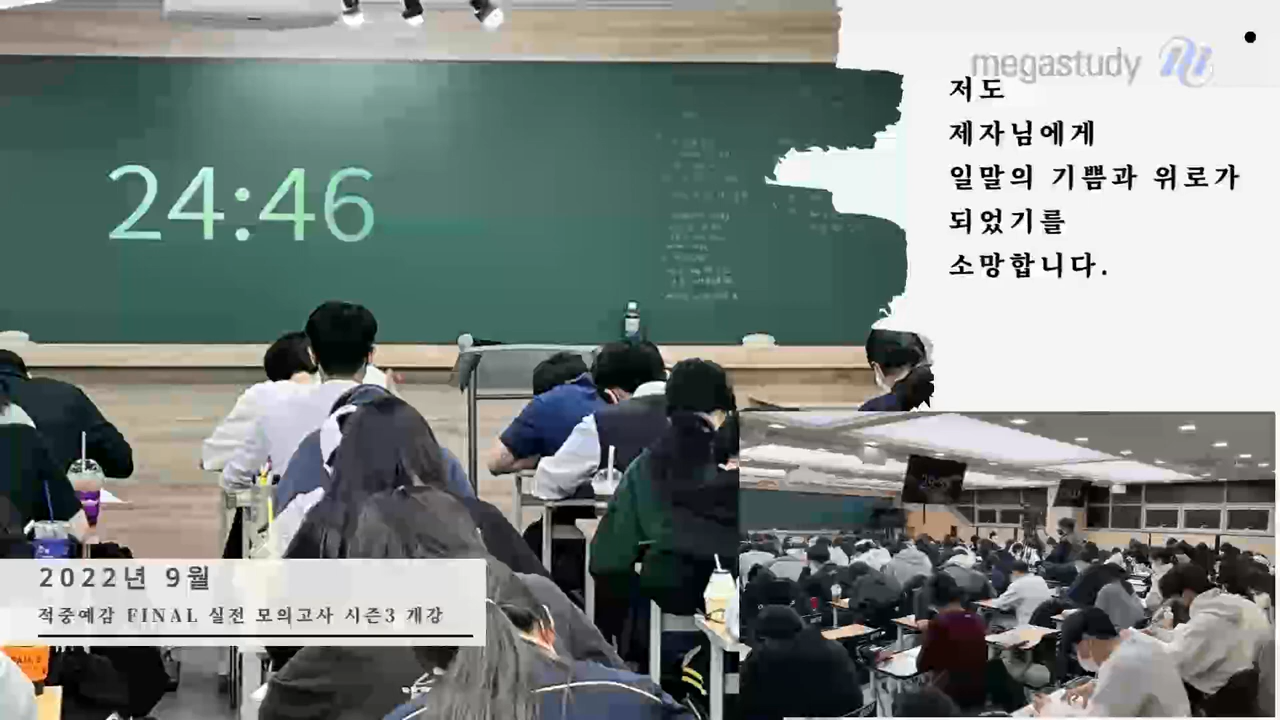 24:46
megastudy
저도
제자님에게
일말의 기쁨과 위로가
되었기를
소망합니다.
2022년 9월
적중예감 FINAL 실전 모의고사 시즌3 개강